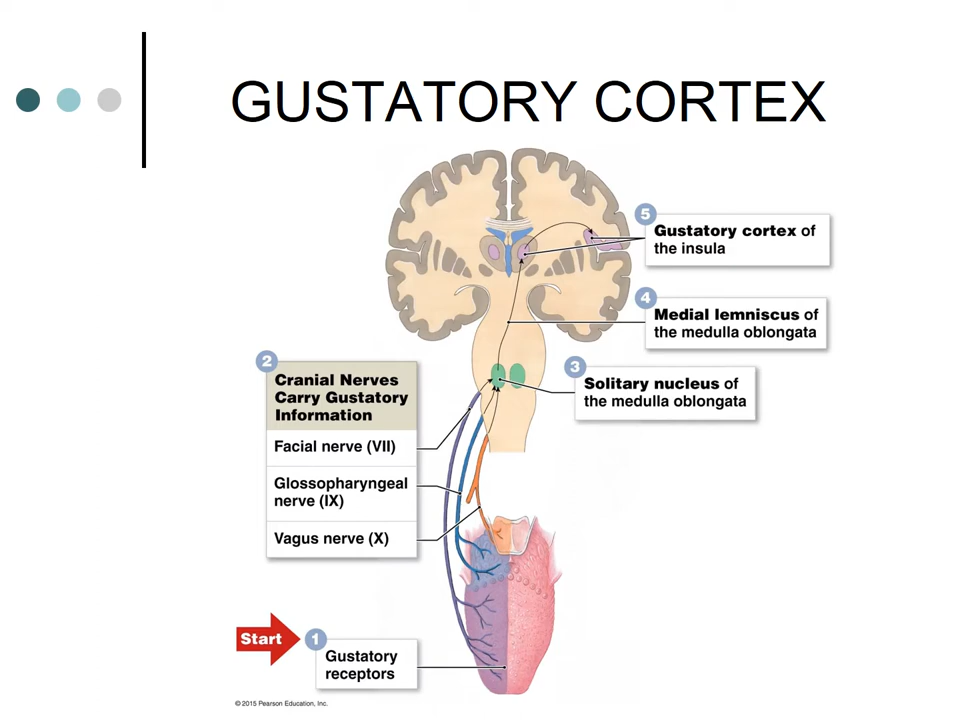 GUSTATORY CORTEX
5
Gustatory cortex of
the insula
4
Medial lemniscus of
the medulla oblongata
3
Solitary nucleus of
the medulla oblongata
2
Cranial Nerves
Carry Gustatory
Information
Facial nerve (VII)
Glossopharyngeal
nerve (IX)
Vagus nerve (X)
Start
1
Gustatory
receptors
© 2015 Pearson Education, Inc.